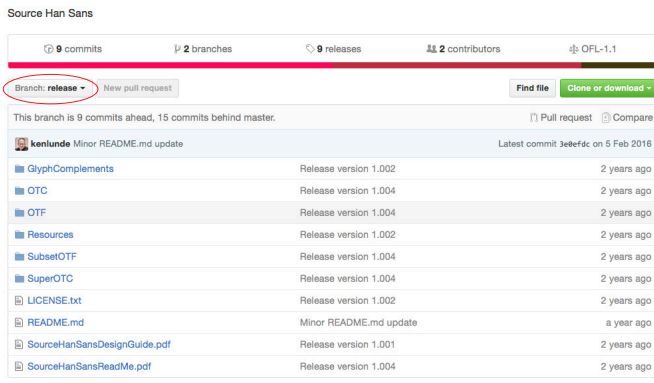 Source Han Sans
9 commits 2 branches 9 releases 2 contributors OFL-1.1
Branch: release New pull request Find file Clone or download
This branch is 9 commits ahead, 15 commits behind master. Pull request Compare
kenlunde Minor README.md update Latest commit 3e0efdc on 5 Feb 2016
GlyphComplements Release version 1.002 2 years ago
OTC Release version 1.004 2 years ago
OTF Release version 1.004 2 years ago
Resources Release version 1.002 2 years ago
SubsetOTF Release version 1.004 2 years ago
SuperOTC Release version 1.004 2 years ago
LICENSE.txt Release version 1.002 2 years ago
README.md Minor README.md update a year ago
SourceHanSansDesignGuide.pdf Release version 1.001 2 years ago
SourceHanSansReadMe.pdf Release version 1.004 2 years ago